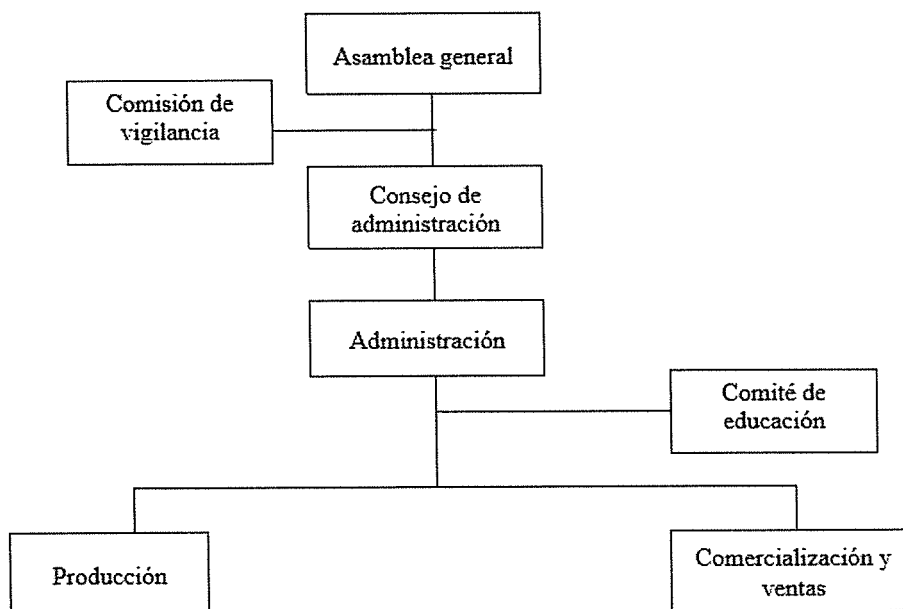 Asamblea general
Comisión de
vigilancia
Consejo de
administración
Administración
Comité de
educación
Producción
Comercialización y
ventas